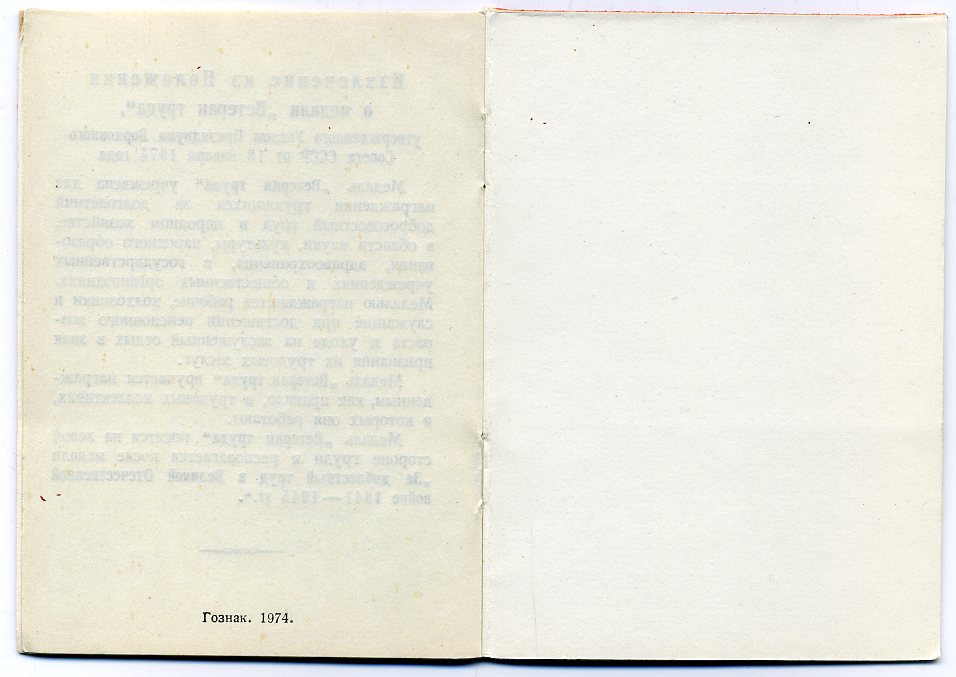 Извлечение из Положения
о медали „Ветеран труда“,
утвержденного Указом Президиума Верховного
Совета СССР от 18 января 1974 года
Медаль „Ветеран труда“ учреждена для
награждения трудящихся за долголетний
добросовестный труд в народном хозяйстве,
в области науки, культуры, народного образо-
вания, здравоохранения, в государственных
учреждениях и общественных организациях.
Медалью награждаются рабочие, колхозники и
служащие при достижении пенсионного воз-
раста и уходе на заслуженный отдых в знак
признания их трудовых заслуг.
Медаль „Ветеран труда“ вручается награж-
денным, как правило, в трудовых коллективах,
в которых они работают.
Медаль „Ветеран труда“ носится на левой
стороне груди и располагается после медали
„За доблестный труд в Великой Отечественной
войне 1941—1945 гг.“.
Гознак. 1974.